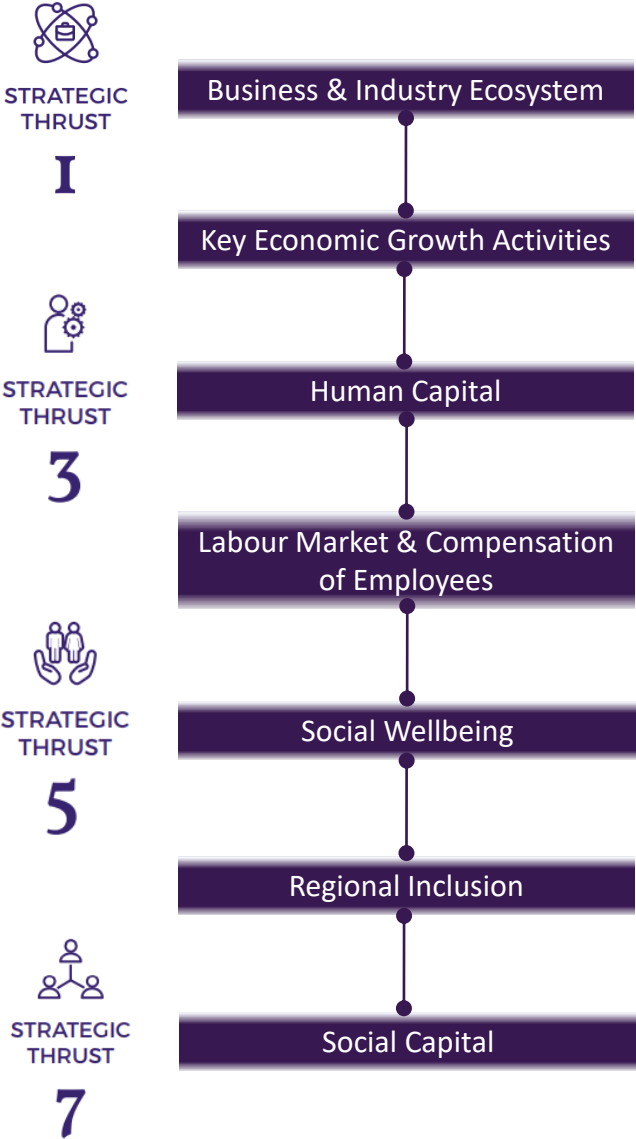 STRATEGIC
THRUST
1
Business & Industry Ecosystem
Key Economic Growth Activities
STRATEGIC
THRUST
3
Human Capital
Labour Market & Compensation
of Employees
STRATEGIC
THRUST
5
Social Wellbeing
Regional Inclusion
STRATEGIC
THRUST
7
Social Capital